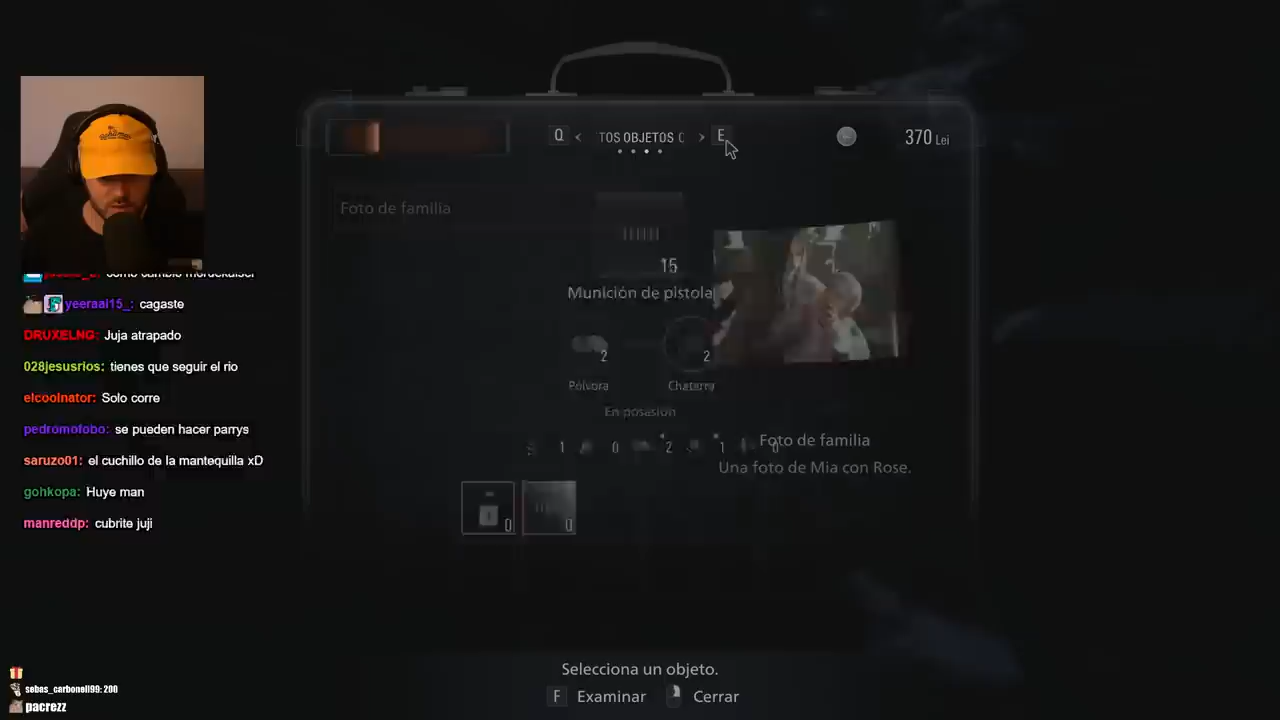 Q < TOS OBJETOS > E
370 Lei
Foto de familia
15
Munición de pistola
2
2
Pólvora
Chatarra
En posesión
1 0 2 1 0
Foto de familia
Una foto de Mia con Rose.
0
0
yeeraai15_: cagaste
DRUXELNG: Juja atrapado
028jesusrios: tienes que seguir el rio
elcoolnator: Solo corre
pedromofobo: se pueden hacer parrys
saruzo01: el cuchillo de la mantequilla xD
gohkopa: Huye man
manreddp: cubrite juji
Selecciona un objeto.
F Examinar Cerrar
sebas_carbonell99: 200
pacrezz